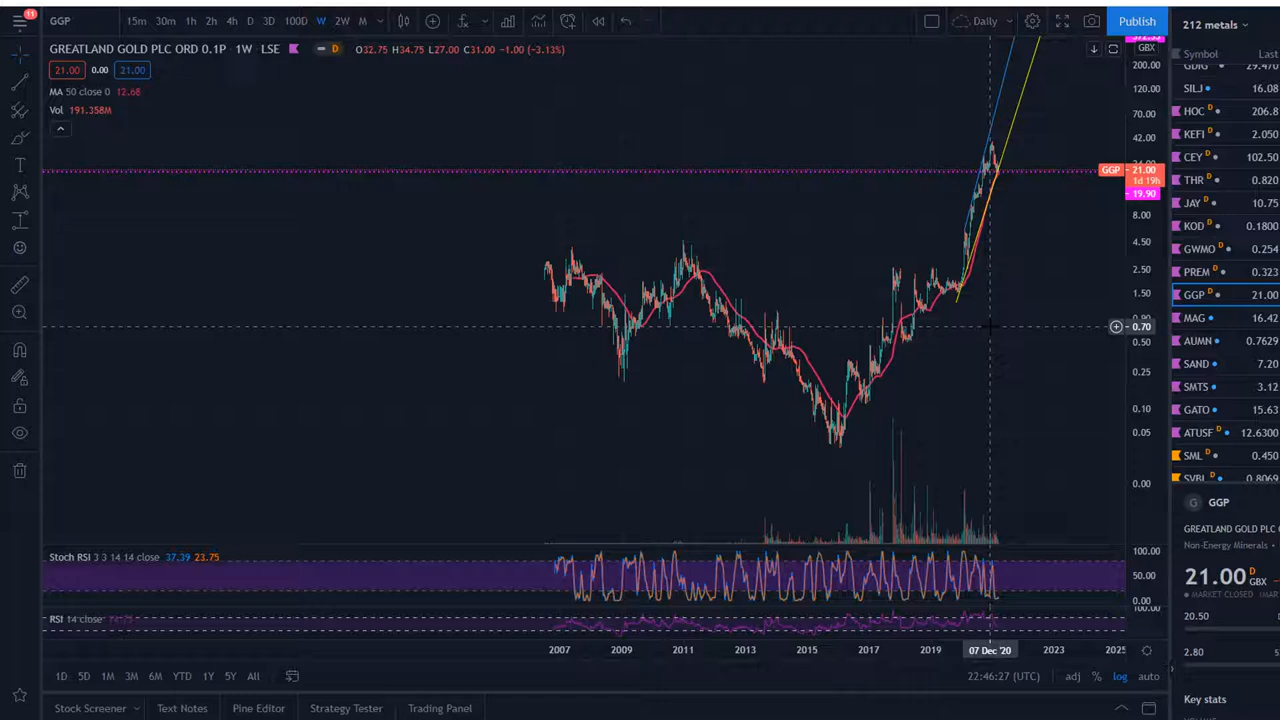 11
GGP
15m 30m 1h 2h 4h D 3D 100D W 2W M
Daily
Publish
212 metals
GREATLAND GOLD PLC ORD 0.1P 1W LSE D O32.75 H34.75 L27.00 C31.00 -1.00 (-3.13%)
GBX
Symbol Last
21.00 0.00 21.00
MA 50 close 0 12.68
Vol 191.358M
200.00
120.00
70.00
42.00
GGP 21.00
1d 19h
19.90
8.00
4.50
2.50
1.50
0.70
0.50
0.25
0.10
0.05
0.00
SILJ 16.08
HOC D 206.8
KEFI D 2.050
CEY D 102.50
THR D 0.820
JAY D 10.75
KOD D 0.1800
GWMO D 0.254
PREM D 0.323
GGP D 21.00
MAG 16.42
AUMN 0.7629
SAND 7.20
SMTS 3.12
GATO 15.63
ATUSF D 12.6300
SML D 0.450
SVBL D 0.8069
G GGP
GREATLAND GOLD PLC
Non-Energy Minerals
21.00 D GBX
MARKET CLOSED
20.50
2.80
Key stats
Stoch RSI 3 3 14 14 close 37.39 23.75
100.00
50.00
0.00
RSI 14 close
100.00
2007 2009 2011 2013 2015 2017 2019 07 Dec '20 2023 2025
1D 5D 1M 3M 6M YTD 1Y 5Y All
22:46:27 (UTC) adj % log auto
Stock Screener Text Notes Pine Editor Strategy Tester Trading Panel